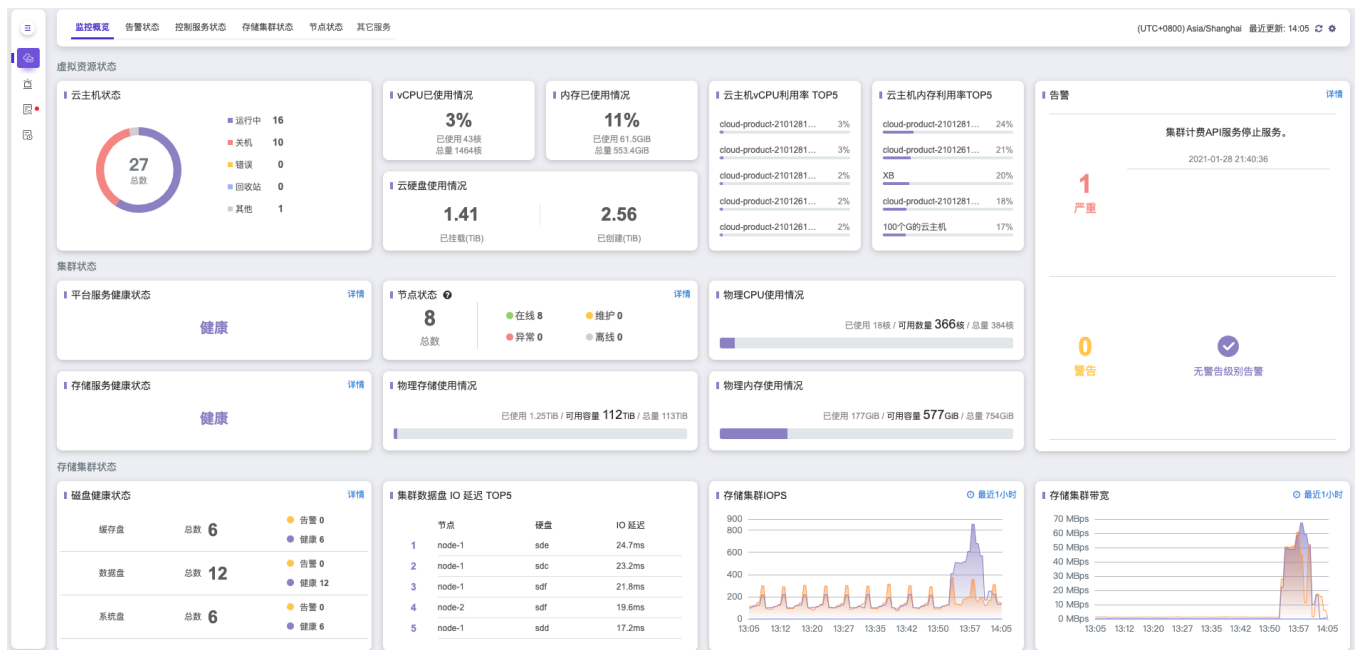 监控概览 告警状态 控制服务状态 存储集群状态 节点状态 其它服务
(UTC+0800) Asia/Shanghai 最近更新: 14:05
虚拟资源状态
云主机状态
27
总数
运行中 16
关机 10
错误 0
回收站 0
其他 1
vCPU已使用情况
3%
已使用43核
总量 1464核
内存已使用情况
11%
已使用 61.5GiB
总量 553.4GiB
云硬盘使用情况
1.41
已挂载(TiB)
2.56
已创建(TiB)
云主机vCPU利用率 TOP5
cloud-product-2101281... 3%
cloud-product-2101281... 3%
cloud-product-2101281... 2%
cloud-product-2101261... 2%
cloud-product-2101261... 2%
云主机内存利用率TOP5
cloud-product-2101281... 24%
cloud-product-2101261... 21%
XB 20%
cloud-product-2101281... 18%
100个G的云主机 17%
告警 详情
1
严重
集群计费API服务停止服务。
2021-01-28 21:40:36
0
警告
无警告级别告警
集群状态
平台服务健康状态 详情
健康
节点状态 详情
8
总数
在线 8
维护 0
异常 0
离线 0
物理CPU使用情况
已使用 18核 / 可用数量 366核 / 总量 384核
存储服务健康状态 详情
健康
物理存储使用情况
已使用 1.25TiB / 可用容量 112TiB / 总量 113TiB
物理内存使用情况
已使用 177GiB / 可用容量 577GiB / 总量 754GiB
存储集群状态
磁盘健康状态 详情
缓存盘 总数 6
告警 0
健康 6
数据盘 总数 12
告警 0
健康 12
系统盘 总数 6
告警 0
健康 6
集群数据盘 IO 延迟 TOP5
节点 硬盘 IO 延迟
1 node-1 sde 24.7ms
2 node-1 sdc 23.2ms
3 node-1 sdf 21.8ms
4 node-2 sdf 19.6ms
5 node-1 sdd 17.2ms
存储集群IOPS 最近1小时
900
800
600
400
200
0
13:05 13:12 13:20 13:27 13:35 13:42 13:50 13:57 14:05
存储集群带宽 最近1小时
70 MBps
60 MBps
50 MBps
40 MBps
30 MBps
20 MBps
10 MBps
0 MBps
13:05 13:12 13:20 13:27 13:35 13:42 13:50 13:57 14:05